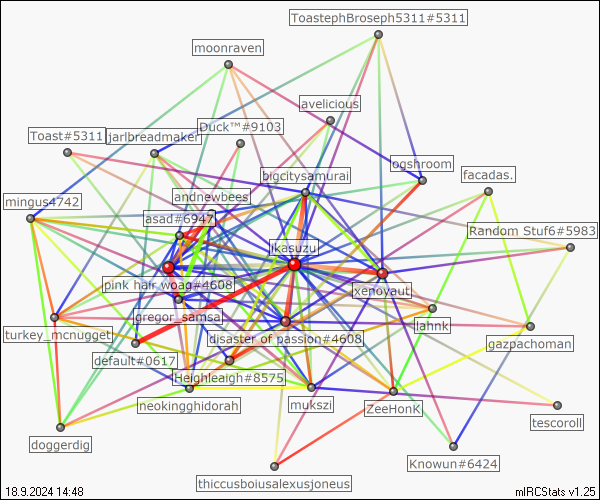 ToastephBroseph5311#5311
moonraven
avelicious
Duck™#9103
Toast#5311
jarlbreadmaker
ogshroom
bigcitysamurai
facadas.
andnewbees
mingus4742
asad#6947
Random Stuf6#5983
ikasuzu
pink hair woag#4608
xenoyaut
gregor_samsa
lahnk
turkey_mcnugget
disaster of passion#4608
gazpachoman
default#0617
Heighleaigh#8575
neokingghidorah
mukszi
ZeeHonK
tescoroll
doggerdig
Knowun#6424
thiccusboiusalexusjoneus
18.9.2024 14:48
mIRCStats v1.25